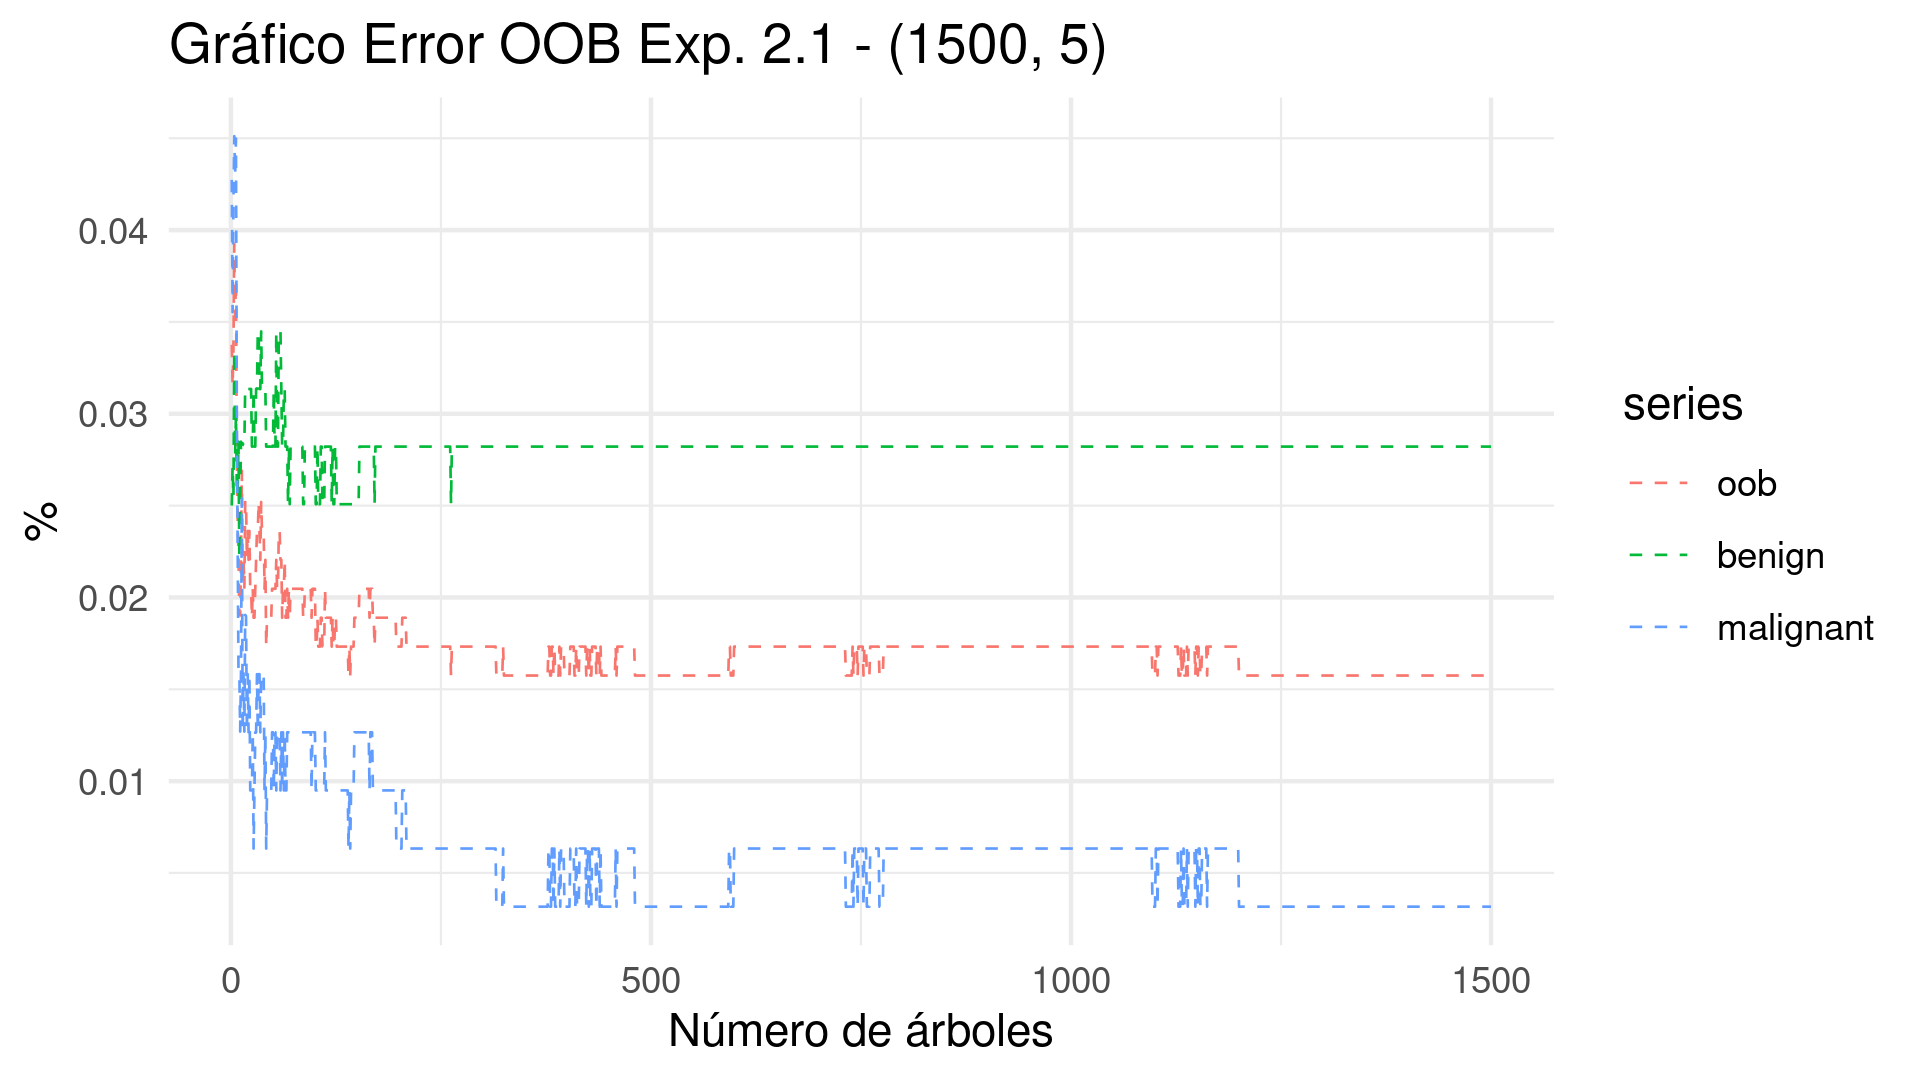 Gráfico Error OOB Exp. 2.1 - (1500, 5)
%
0.04
0.03
0.02
0.01
0
500
1000
1500
Número de árboles
series
oob
benign
malignant